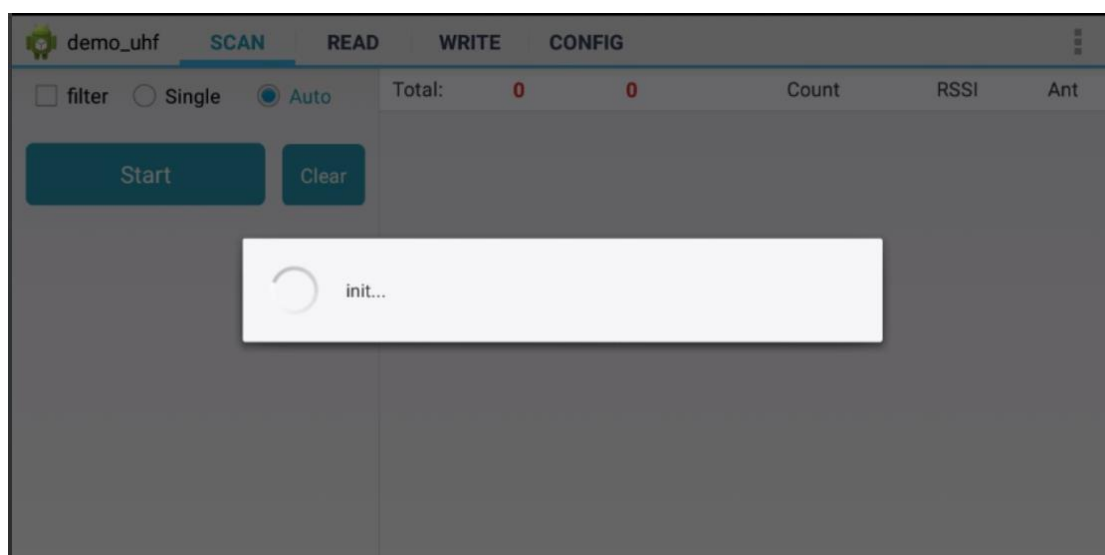 demo_uhf SCAN READ WRITE CONFIG
filter Single Auto Total: 0 0 Count RSSI Ant
Start Clear
init...